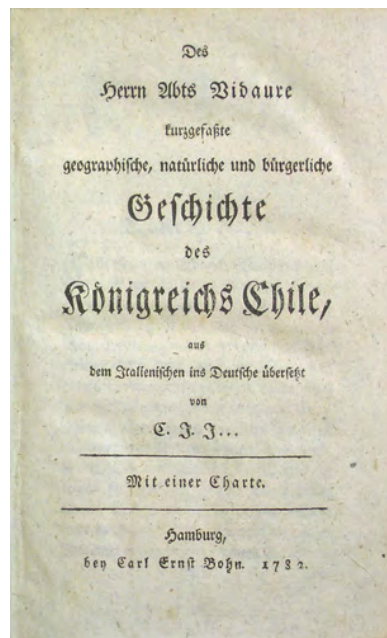 Des
Herrn Abts Vidaure
kurzgefaßte
geographische, natürliche und bürgerliche
Geschichte
des
Königreichs Chile,
aus
dem Italienischen ins Deutsche übersetzt
von
C. J. J...
Mit einer Charte.
Hamburg,
bey Carl Ernst Bohn. 1782.